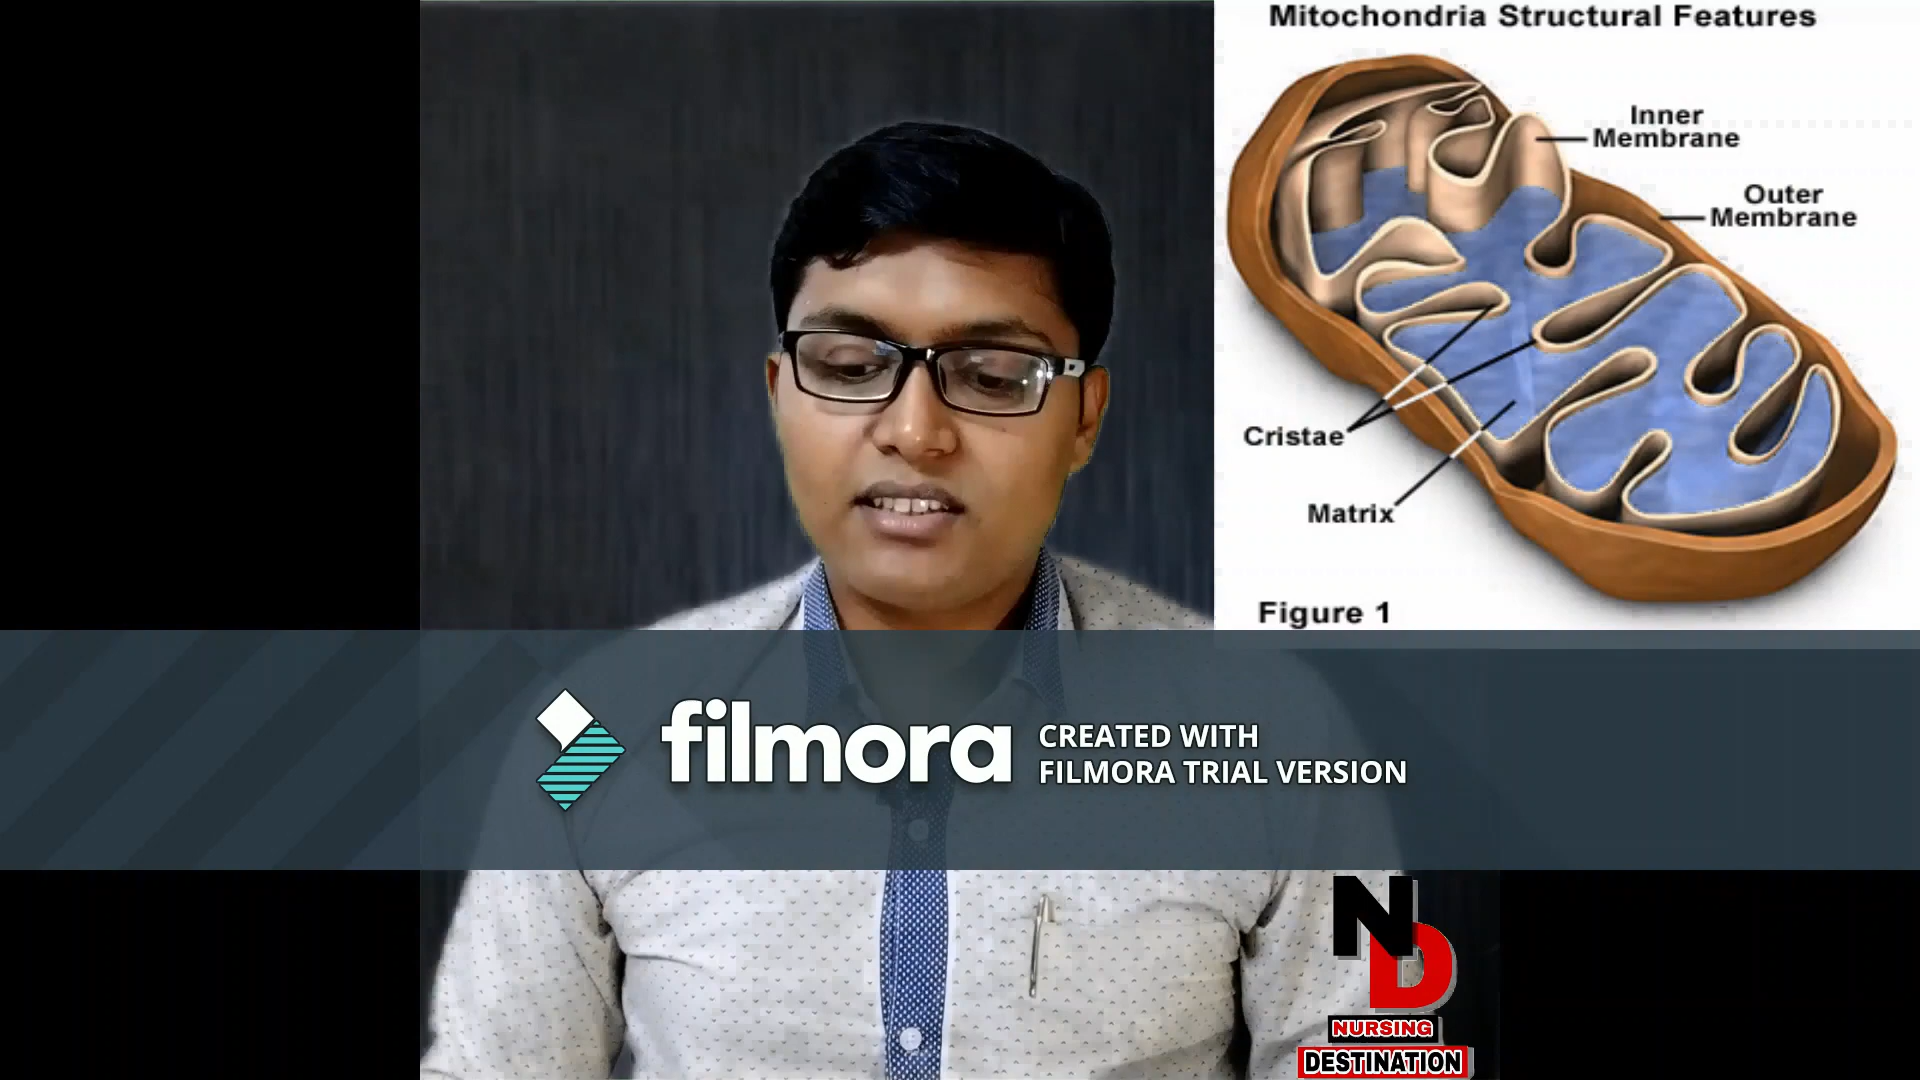 Mitochondria Structural Features
Inner
Membrane
Outer
Membrane
Cristae
Matrix
Figure 1
filmora
CREATED WITH
FILMORA TRIAL VERSION
ND
NURSING
DESTINATION